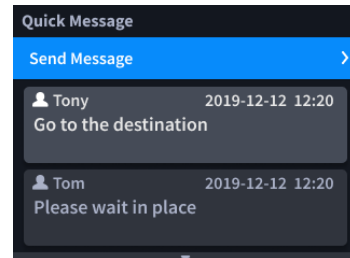 Quick Message
Send Message
Tony 2019-12-12 12:20
Go to the destination
Tom 2019-12-12 12:20
Please wait in place